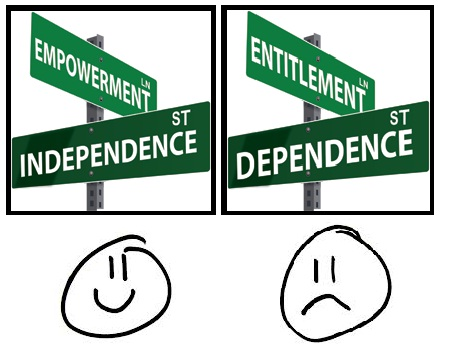 EMPOWERMENT LN
INDEPENDENCE ST
ENTITLEMENT LN
DEPENDENCE ST